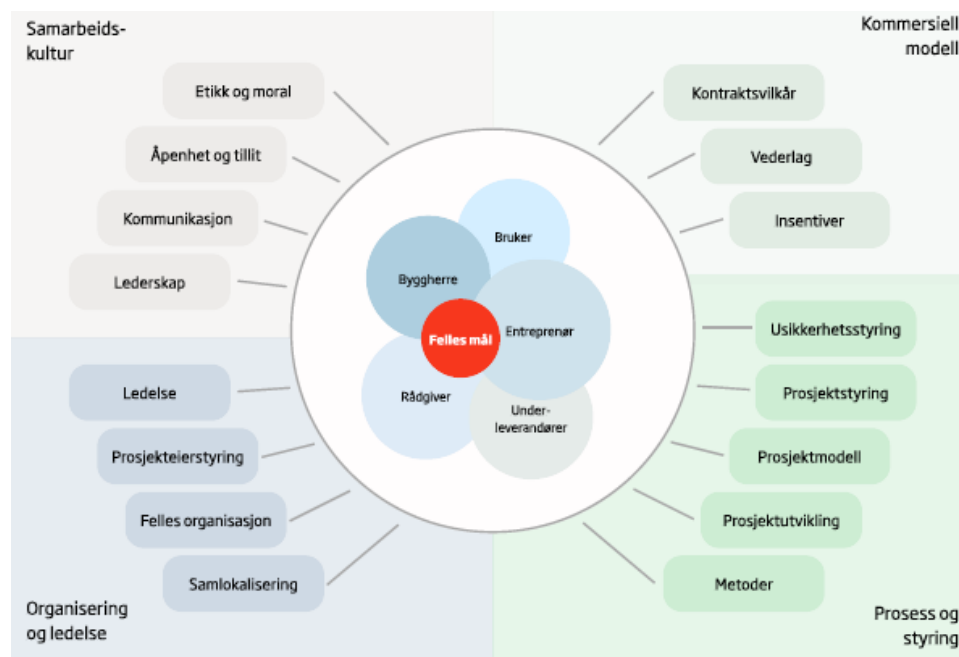 Samarbeids-
kultur
Etikk og moral
Åpenhet og tillit
Kommunikasjon
Lederskap
Kommersiell
modell
Kontraktsvilkår
Vederlag
Insentiver
Bruker
Byggherre
Felles mål
Entreprenør
Rådgiver
Under-
leverandører
Ledelse
Prosjekteierstyring
Felles organisasjon
Samlokalisering
Organisering
og ledelse
Usikkerhetsstyring
Prosjektstyring
Prosjektmodell
Prosjektutvikling
Metoder
Prosess og
styring